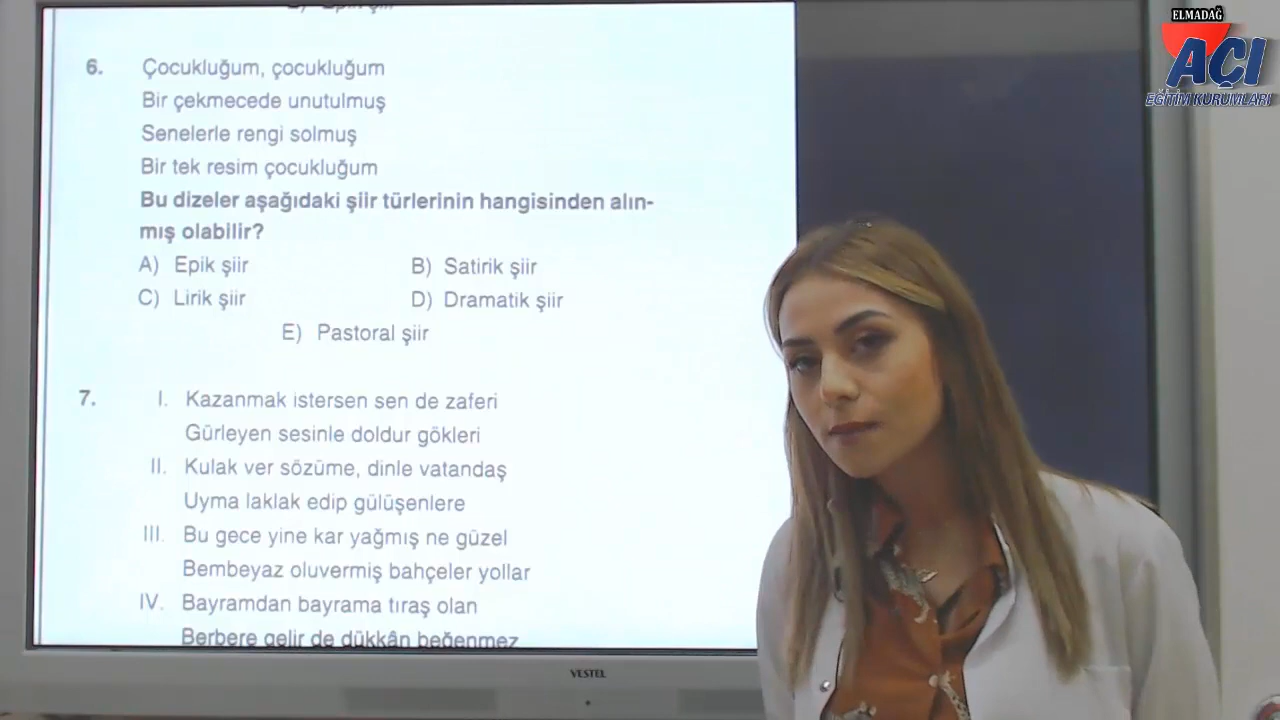 E) Epik şiir
6. Çocukluğum, çocukluğum
Bir çekmecede unutulmuş
Senelerle rengi solmuş
Bir tek resim çocukluğum
Bu dizeler aşağıdaki şiir türlerinin hangisinden alın-
mış olabilir?
A) Epik şiir B) Satirik şiir
C) Lirik şiir D) Dramatik şiir
E) Pastoral şiir
7. I. Kazanmak istersen sen de zaferi
Gürleyen sesinle doldur gökleri
II. Kulak ver sözüme, dinle vatandaş
Uyma laklak edip gülüşenlere
III. Bu gece yine kar yağmış ne güzel
Bembeyaz oluvermiş bahçeler yollar
IV. Bayramdan bayrama tıraş olan
Berbere gelir de dükkân beğenmez
VESTEL
ELMADAĞ
AÇI
EĞİTİM KURUMLARI